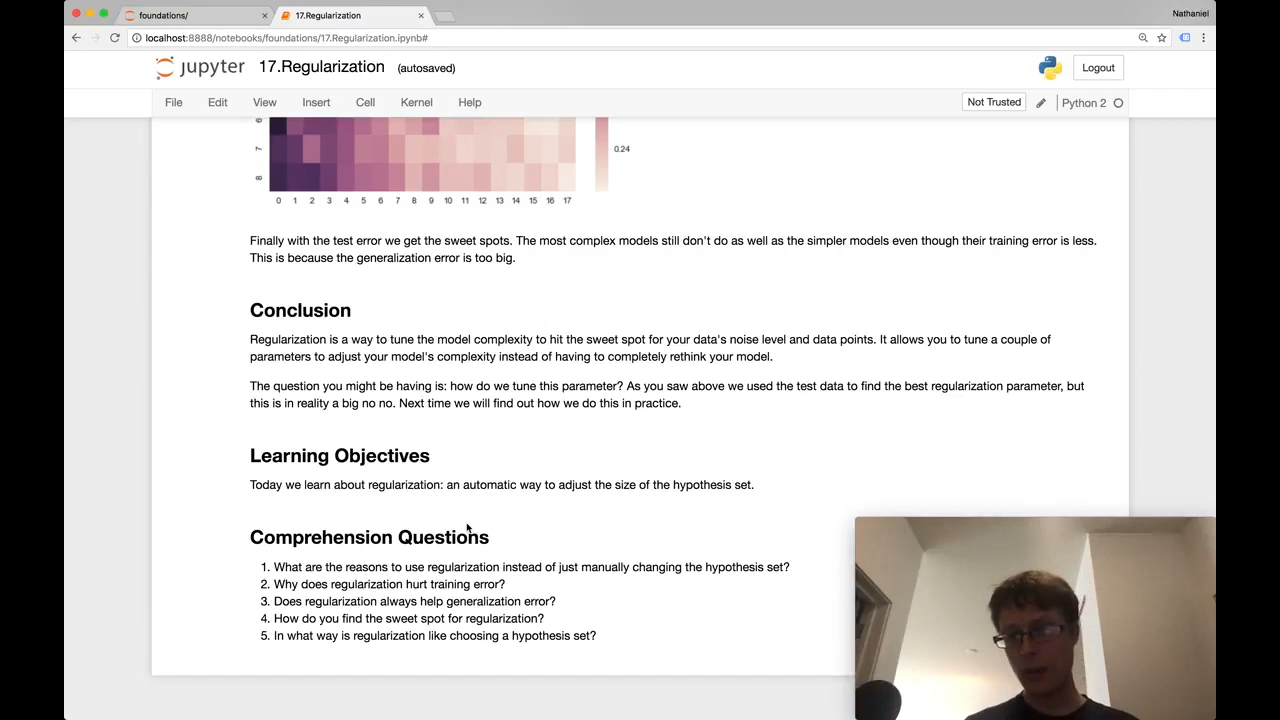 foundations/
17.Regularization
Nathaniel
localhost:8888/notebooks/foundations/17.Regularization.ipynb#
jupyter 17.Regularization (autosaved)
Logout
File Edit View Insert Cell Kernel Help
Not Trusted
Python 2
6
7
8
0.24
0 1 2 3 4 5 6 7 8 9 10 11 12 13 14 15 16 17
Finally with the test error we get the sweet spots. The most complex models still don't do as well as the simpler models even though their training error is less.
This is because the generalization error is too big.
Conclusion
Regularization is a way to tune the model complexity to hit the sweet spot for your data's noise level and data points. It allows you to tune a couple of
parameters to adjust your model's complexity instead of having to completely rethink your model.
The question you might be having is: how do we tune this parameter? As you saw above we used the test data to find the best regularization parameter, but
this is in reality a big no no. Next time we will find out how we do this in practice.
Learning Objectives
Today we learn about regularization: an automatic way to adjust the size of the hypothesis set.
Comprehension Questions
1. What are the reasons to use regularization instead of just manually changing the hypothesis set?
2. Why does regularization hurt training error?
3. Does regularization always help generalization error?
4. How do you find the sweet spot for regularization?
5. In what way is regularization like choosing a hypothesis set?